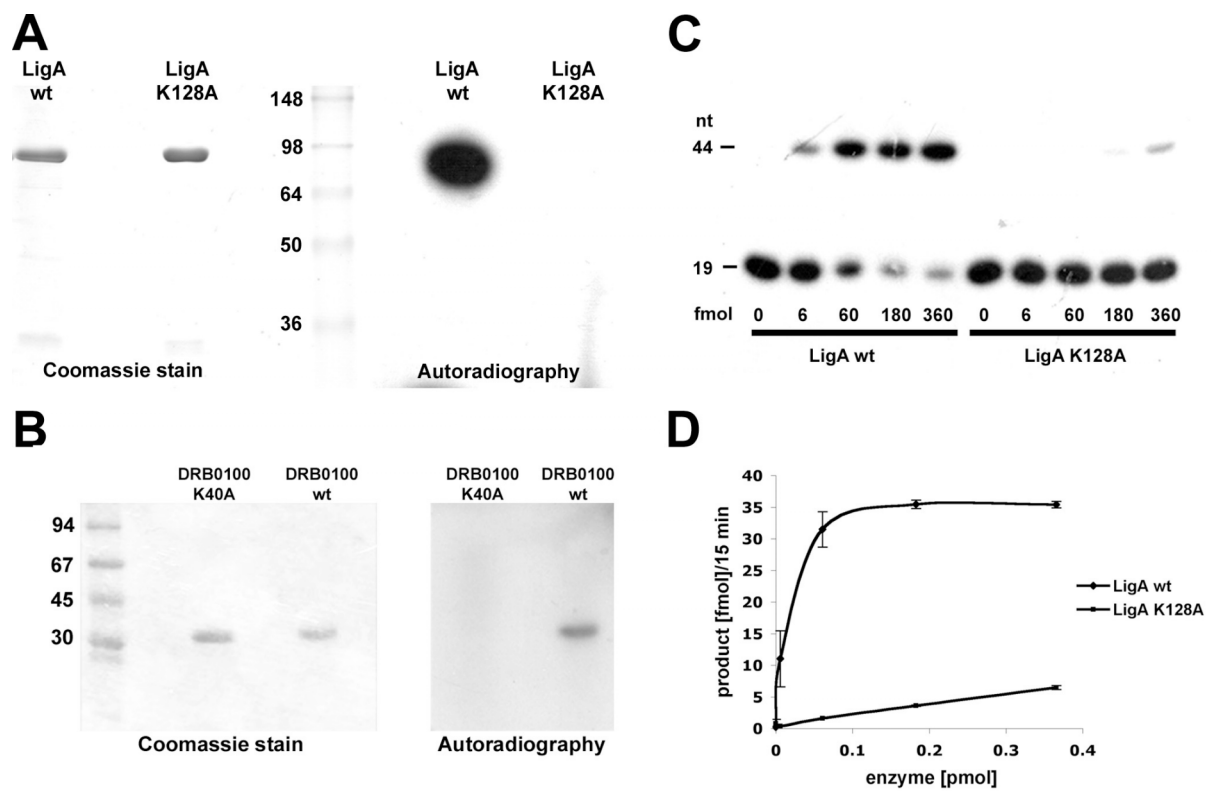 A
LigA wt
LigA K128A
148
98
64
50
36
LigA wt
LigA K128A
Coomassie stain
Autoradiography
B
DRB0100 K40A
DRB0100 wt
94
67
45
30
DRB0100 K40A
DRB0100 wt
Coomassie stain
Autoradiography
C
nt
44
19
fmol 0 6 60 180 360 0 6 60 180 360
LigA wt
LigA K128A
D
product [fmol]/15 min
40
35
30
25
20
15
10
5
0
0 0.1 0.2 0.3 0.4
enzyme [pmol]
LigA wt
LigA K128A